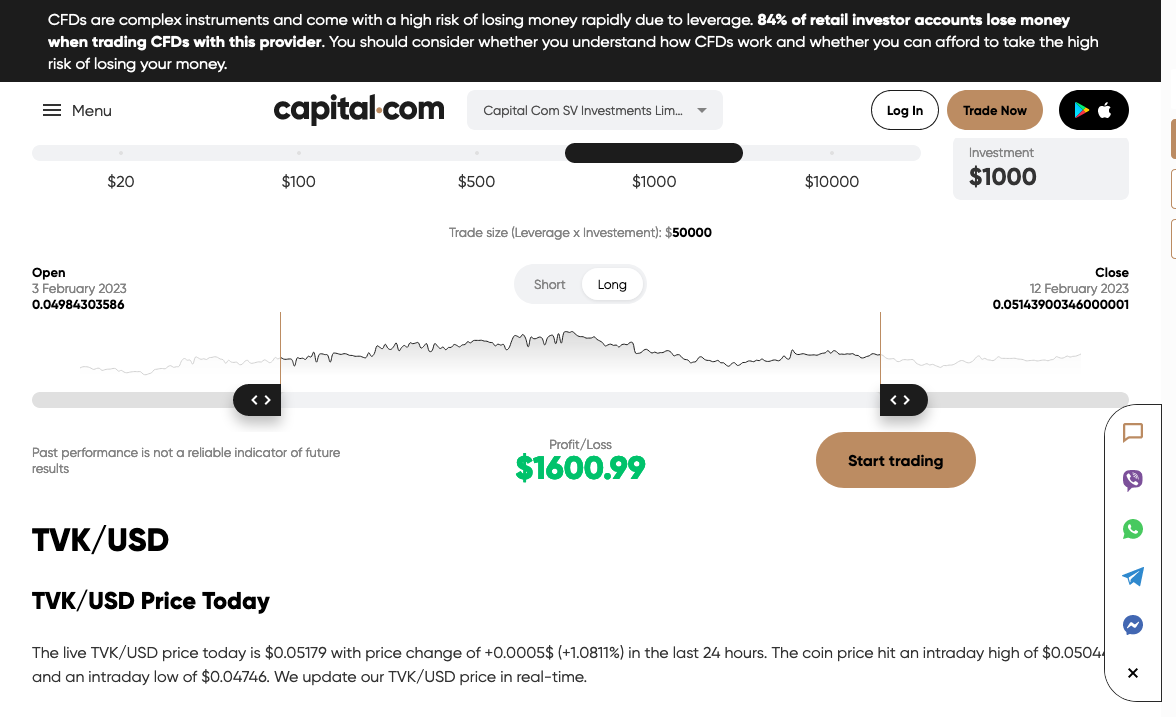 CFDs are complex instruments and come with a high risk of losing money rapidly due to leverage. 84% of retail investor accounts lose money
when trading CFDs with this provider. You should consider whether you understand how CFDs work and whether you can afford to take the high
risk of losing your money.
Menu
capital.com
Capital Com SV Investments Lim...
Log In
Trade Now
$20
$100
$500
$1000
$10000
Investment
$1000
Trade size (Leverage x Investement): $50000
Open
3 February 2023
0.04984303586
Short
Long
Close
12 February 2023
0.05143900346000001
Past performance is not a reliable indicator of future
results
Profit/Loss
$1600.99
Start trading
TVK/USD
TVK/USD Price Today
The live TVK/USD price today is $0.05179 with price change of +0.0005$ (+1.0811%) in the last 24 hours. The coin price hit an intraday high of $0.0504
and an intraday low of $0.04746. We update our TVK/USD price in real-time.